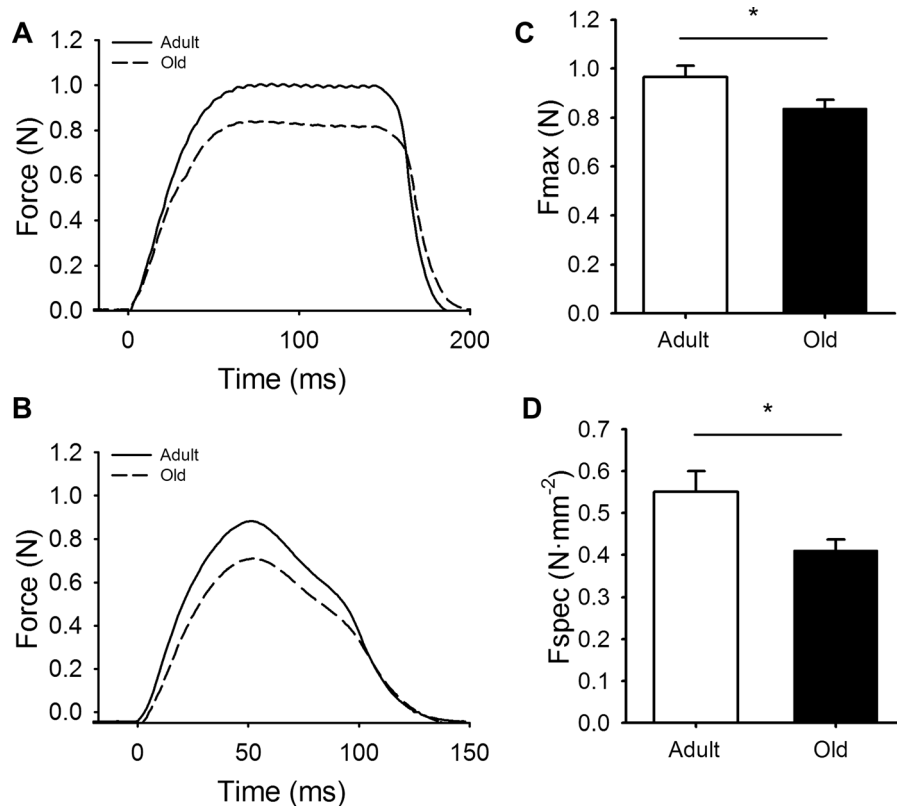 A
Adult
Old
1.2
1.0
0.8
0.6
0.4
0.2
0.0
Force (N)
0 100 200
Time (ms)
B
Adult
Old
1.2
1.0
0.8
0.6
0.4
0.2
0.0
Force (N)
0 50 100 150
Time (ms)
C
*
1.2
1.0
0.8
0.6
0.4
0.2
0.0
Fmax (N)
Adult Old
D
*
0.7
0.6
0.5
0.4
0.3
0.2
0.1
0.0
Fspec (N·mm⁻²)
Adult Old